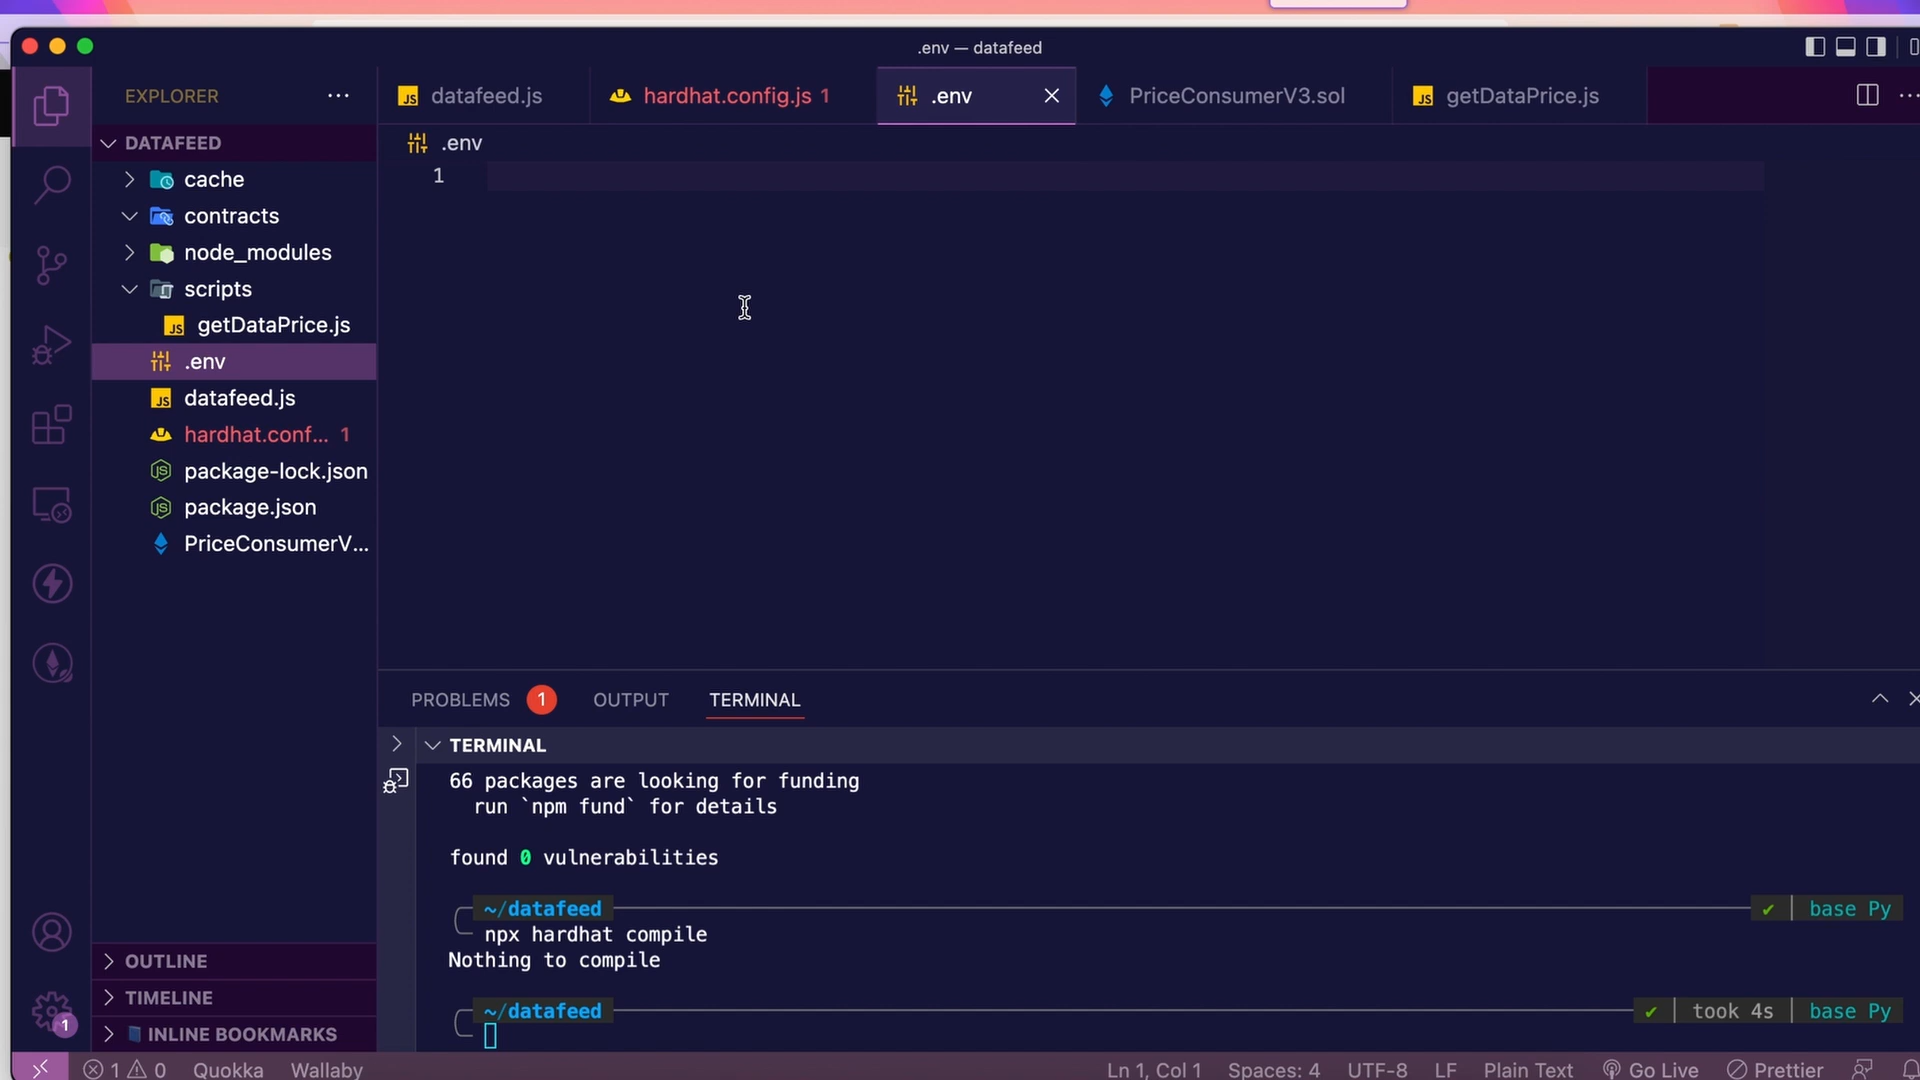 .env — datafeed
EXPLORER
datafeed.js
hardhat.config.js 1
.env
PriceConsumerV3.sol
getDataPrice.js
DATAFEED
cache
contracts
node_modules
scripts
getDataPrice.js
.env
datafeed.js
hardhat.conf... 1
package-lock.json
package.json
PriceConsumerV...
OUTLINE
TIMELINE
INLINE BOOKMARKS
.env
1
PROBLEMS 1 OUTPUT TERMINAL
TERMINAL
66 packages are looking for funding
run `npm fund` for details
found 0 vulnerabilities
~/datafeed ✔ base Py
npx hardhat compile
Nothing to compile
~/datafeed ✔ took 4s base Py
1
1 0 Quokka Wallaby Ln 1, Col 1 Spaces: 4 UTF-8 LF Plain Text Go Live Prettier